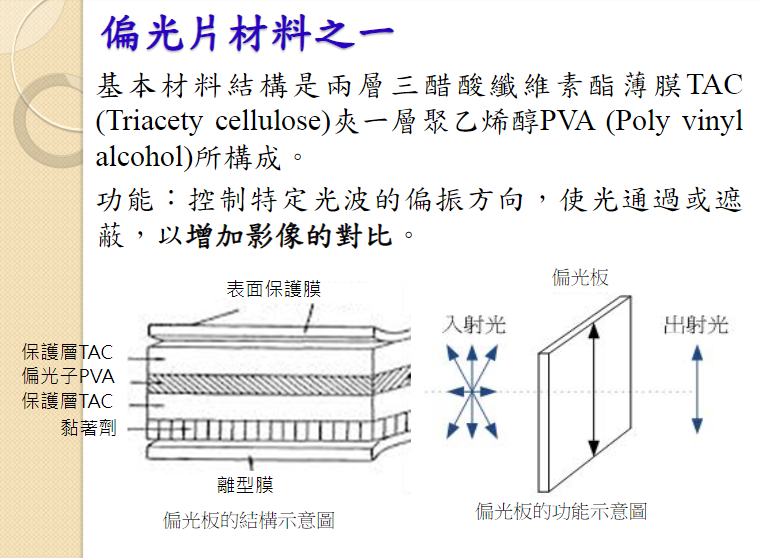 偏光片材料之一
基本材料結構是兩層三醋酸纖維素酯薄膜TAC
(Triacety cellulose)夾一層聚乙烯醇PVA (Poly vinyl
alcohol)所構成。
功能：控制特定光波的偏振方向，使光通過或遮
蔽，以增加影像的對比。
表面保護膜
保護層TAC
偏光子PVA
保護層TAC
黏著劑
離型膜
偏光板的結構示意圖
偏光板
入射光
出射光
偏光板的功能示意圖